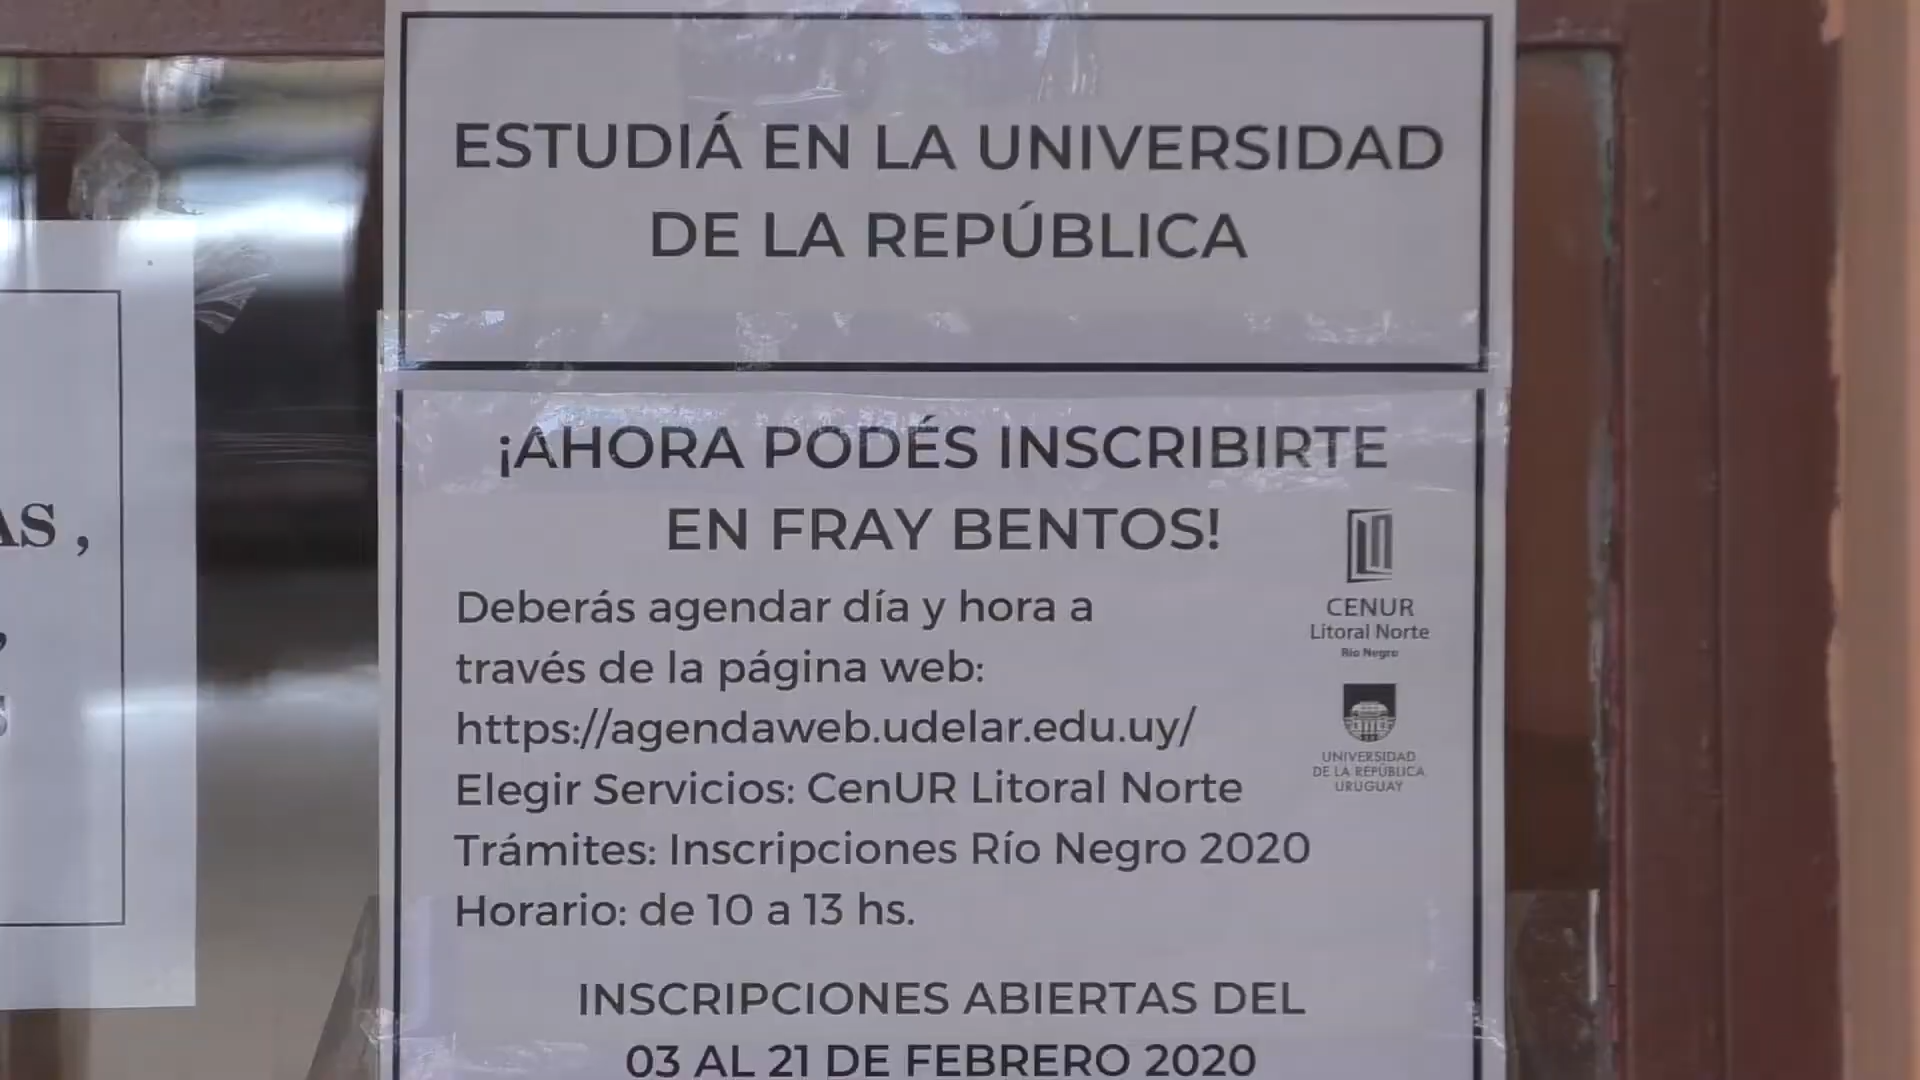 ESTUDIÁ EN LA UNIVERSIDAD
DE LA REPÚBLICA
¡AHORA PODÉS INSCRIBIRTE
EN FRAY BENTOS!
Deberás agendar día y hora a
través de la página web:
https://agendaweb.udelar.edu.uy/
Elegir Servicios: CenUR Litoral Norte
Trámites: Inscripciones Río Negro 2020
Horario: de 10 a 13 hs.
INSCRIPCIONES ABIERTAS DEL
03 AL 21 DE FEBRERO 2020
CENUR
Litoral Norte
Río Negro
UNIVERSIDAD
DE LA REPÚBLICA
URUGUAY